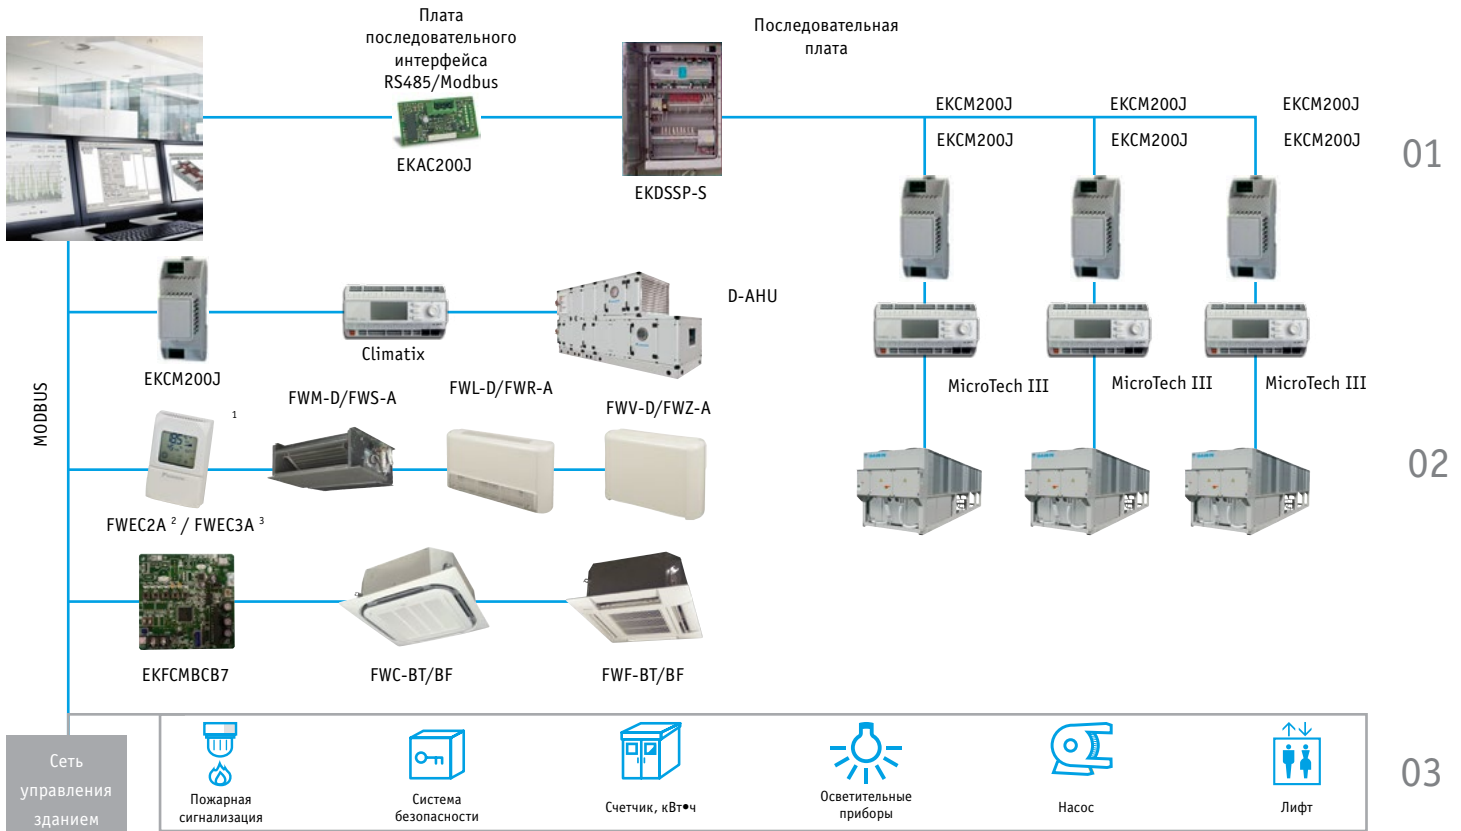 Плата
последовательного
интерфейса
RS485/Modbus
Последовательная
плата
EKCM200J
EKCM200J
EKCM200J
EKCM200J
EKCM200J
EKCM200J
EKAC200J
EKDSSP-S
01
D-AHU
Climatix
EKCM200J
MicroTech III
MicroTech III
MicroTech III
MODBUS
FWM-D/FWS-A
FWL-D/FWR-A
FWV-D/FWZ-A
1
02
FWEC2A 2 / FWEC3A 3
EKFCMBCB7
FWC-BT/BF
FWF-BT/BF
Сеть
управления
зданием
Пожарная
сигнализация
Система
безопасности
Счетчик, кВт•ч
Осветительные
приборы
Насос
Лифт
03